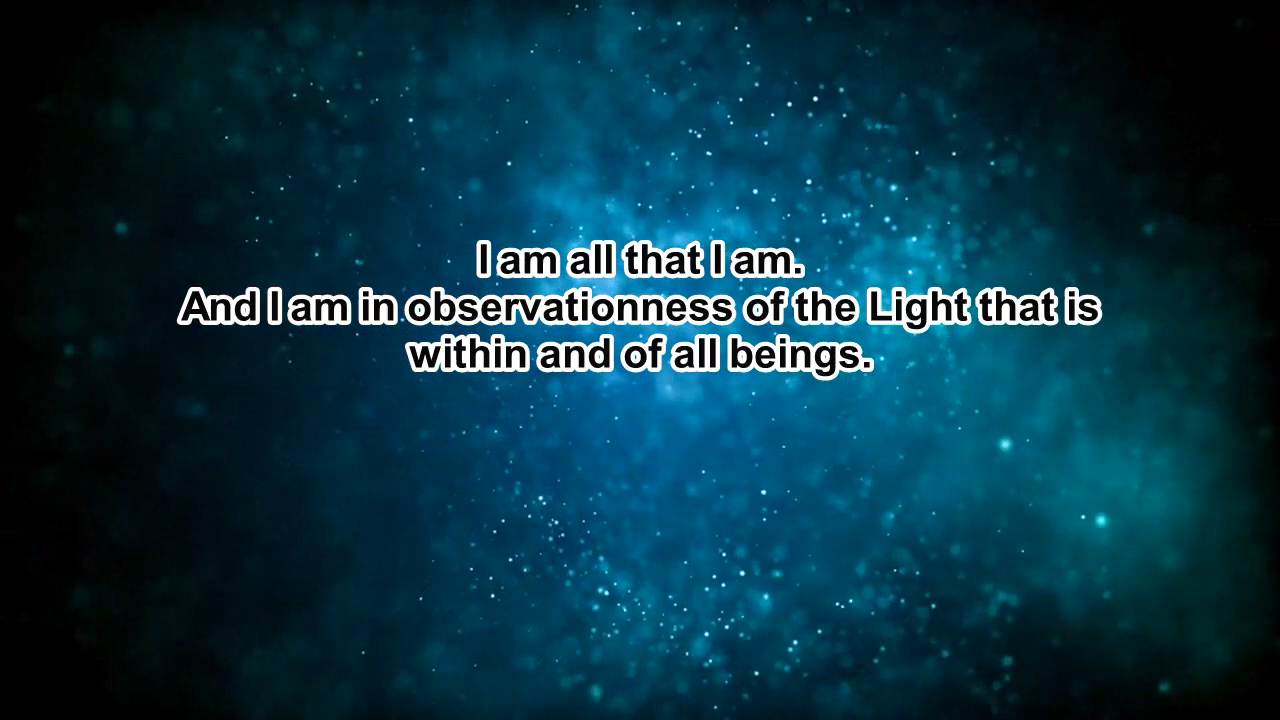 I am all that I am.
And I am in observationness of the Light that is
within and of all beings.